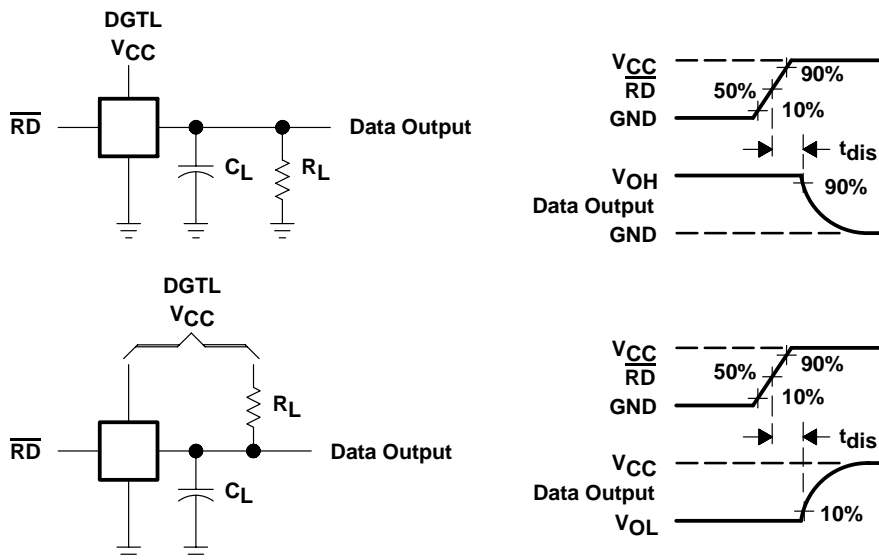 DGTL
VCC
RD
Data Output
CL
RL
VCC
RD
GND
50%
90%
10%
tdis
VOH
Data Output
GND
90%
DGTL
VCC
RD
RL
Data Output
CL
VCC
RD
GND
50%
90%
10%
tdis
VCC
Data Output
VOL
10%